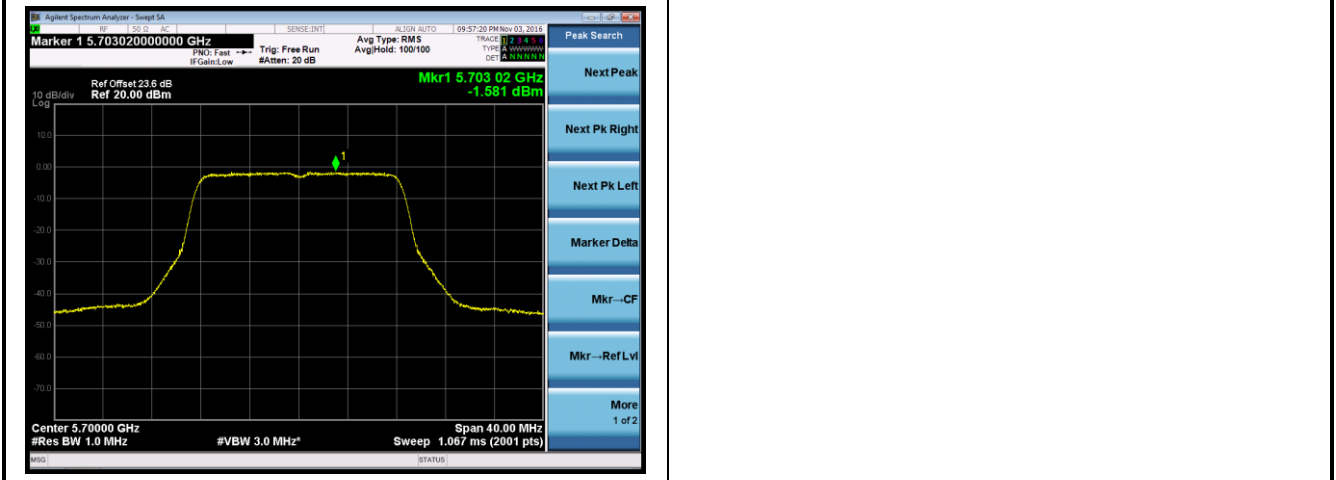 Agilent Spectrum Analyzer - Swept SA
RF 50 Ω AC SENSE:INT ALIGN AUTO 09:57:20 PM Nov 03, 2016
Marker 1 5.703020000000 GHz
PNO: Fast
IFGain:Low
Trig: Free Run
#Atten: 20 dB
Avg Type: RMS
Avg|Hold: 100/100
TRACE 1 2 3 4 5 6
TYPE A WWWWW
DET A N N N N N
Peak Search
Mkr1 5.703 02 GHz
-1.581 dBm
Ref Offset 23.6 dB
10 dB/div Ref 20.00 dBm
Log
10.0
0.00
-10.0
-20.0
-30.0
-40.0
-50.0
-60.0
-70.0
1
Center 5.70000 GHz Span 40.00 MHz
#Res BW 1.0 MHz #VBW 3.0 MHz* Sweep 1.067 ms (2001 pts)
MSG STATUS
Next Peak
Next Pk Right
Next Pk Left
Marker Delta
Mkr→CF
Mkr→Ref Lvl
More
1 of 2